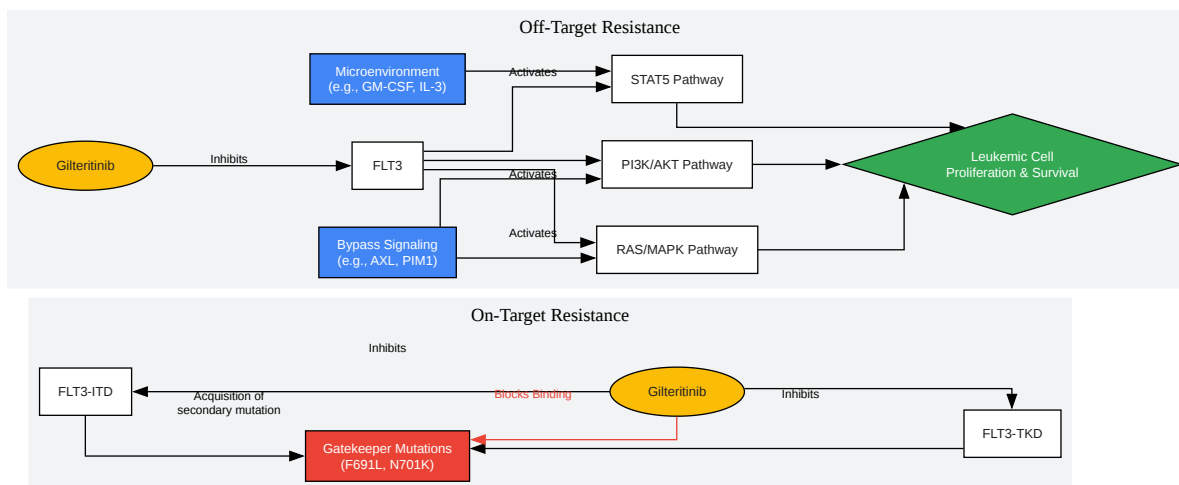 Off-Target Resistance
Microenvironment
(e.g., GM-CSF, IL-3)
Activates
STAT5 Pathway
Gilteritinib
Inhibits
FLT3
Activates
PI3K/AKT Pathway
Leukemic Cell
Proliferation & Survival
Bypass Signaling
(e.g., AXL, PIM1)
Activates
RAS/MAPK Pathway
On-Target Resistance
Inhibits
FLT3-ITD
Acquisition of
secondary mutation
Blocks Binding
Gilteritinib
Inhibits
FLT3-TKD
Gatekeeper Mutations
(F691L, N701K)